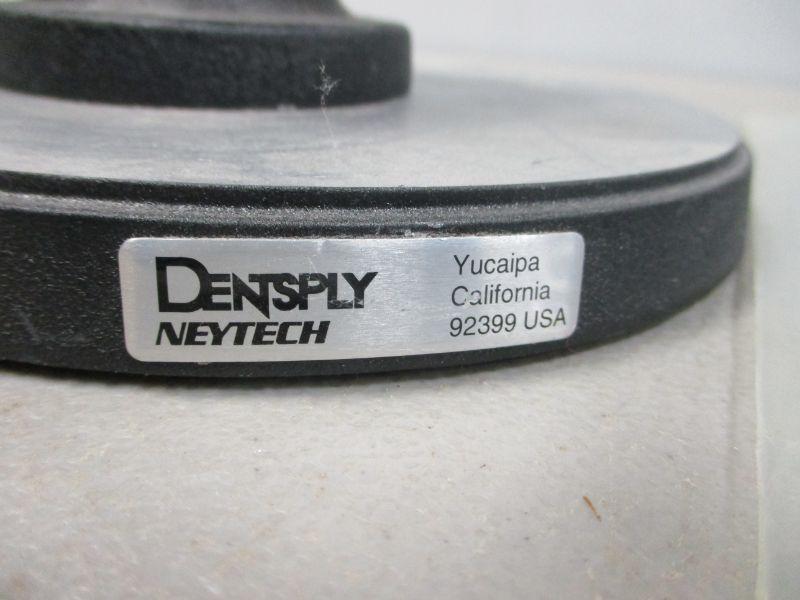 DENTSPLY
NEYTECH
Yucaipa
California
92399 USA